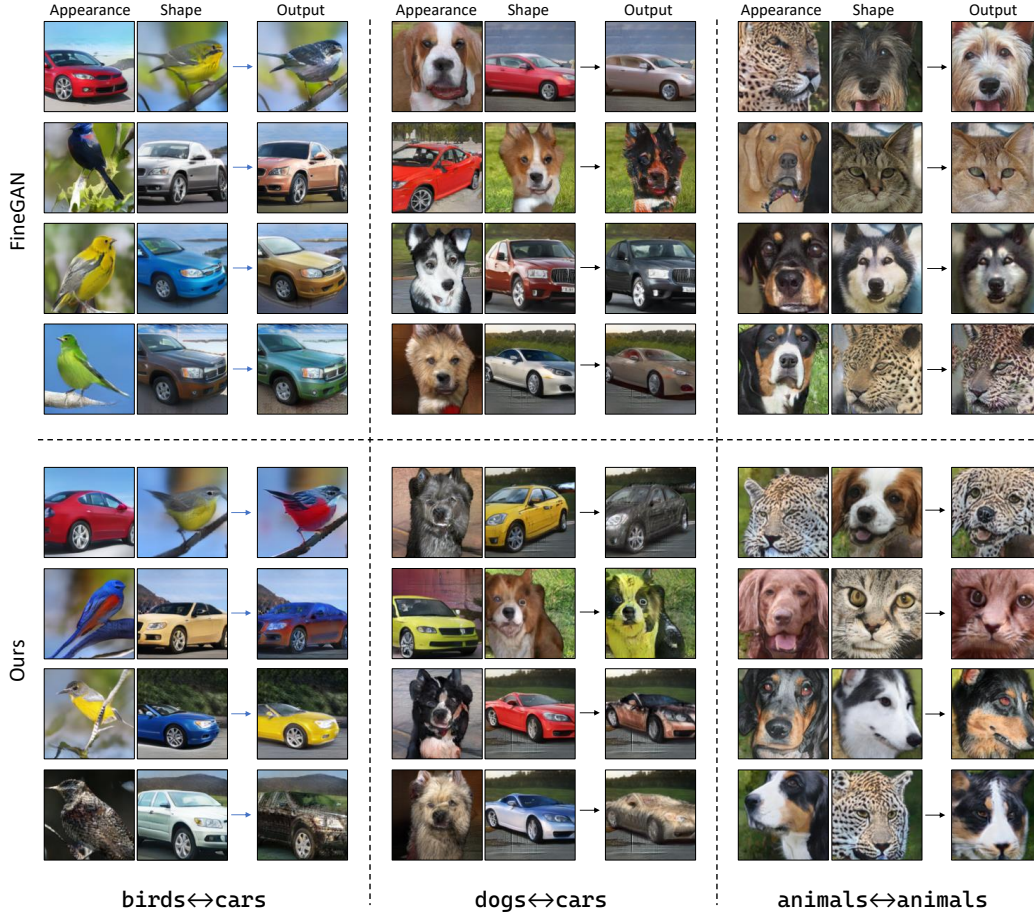 Appearance Shape Output Appearance Shape Output Appearance Shape Output
FineGAN
Ours
birds↔cars dogs↔cars animals↔animals